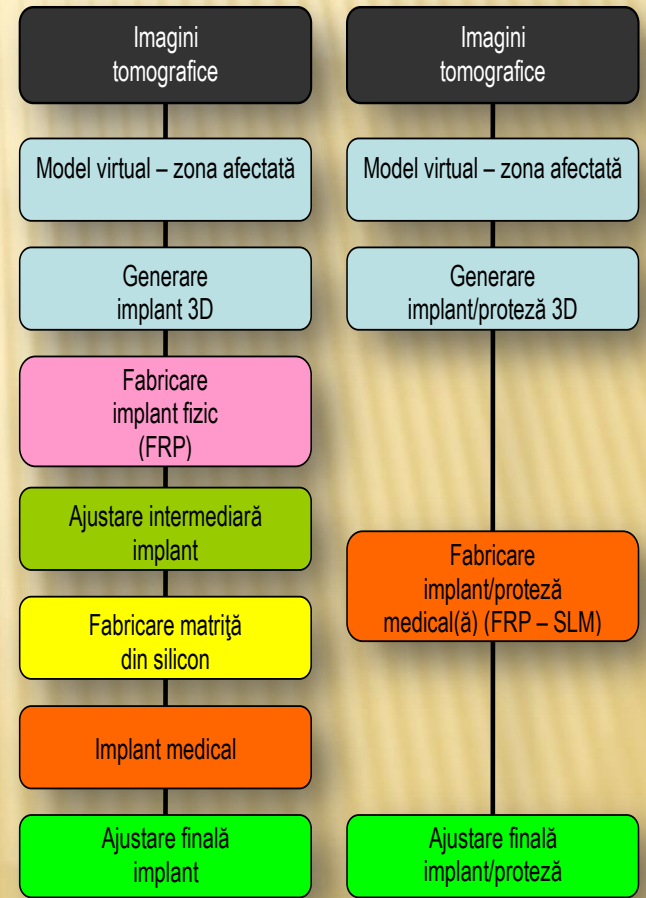 Imagini
tomografice
Model virtual – zona afectată
Generare
implant 3D
Fabricare
implant fizic
(FRP)
Ajustare intermediară
implant
Fabricare matriţă
din silicon
Implant medical
Ajustare finală
implant
Imagini
tomografice
Model virtual – zona afectată
Generare
implant/proteză 3D
Fabricare
implant/proteză
medical(ă) (FRP – SLM)
Ajustare finală
implant/proteză